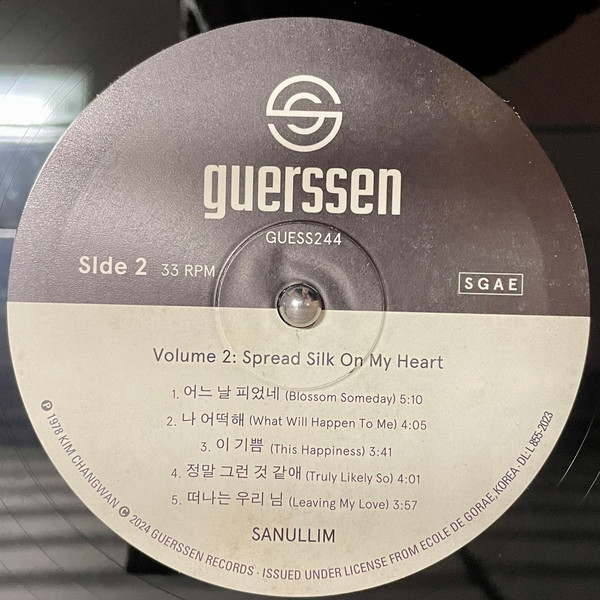 guerssen
GUESS244
SIde 2 33 RPM
SGAE
Volume 2: Spread Silk On My Heart
1. 어느 날 피었네 (Blossom Someday) 5:10
2. 나 어떡해 (What Will Happen To Me) 4:05
3. 이 기쁨 (This Happiness) 3:41
4. 정말 그런 것 같애 (Truly Likely So) 4:01
5. 떠나는 우리 님 (Leaving My Love) 3:57
SANULLIM
Ⓟ 1978 KIM CHANGWAN © 2024 GUERSSEN RECORDS · ISSUED UNDER LICENSE FROM ECOLE DE GORAE, KOREA · DL: L 855-2023